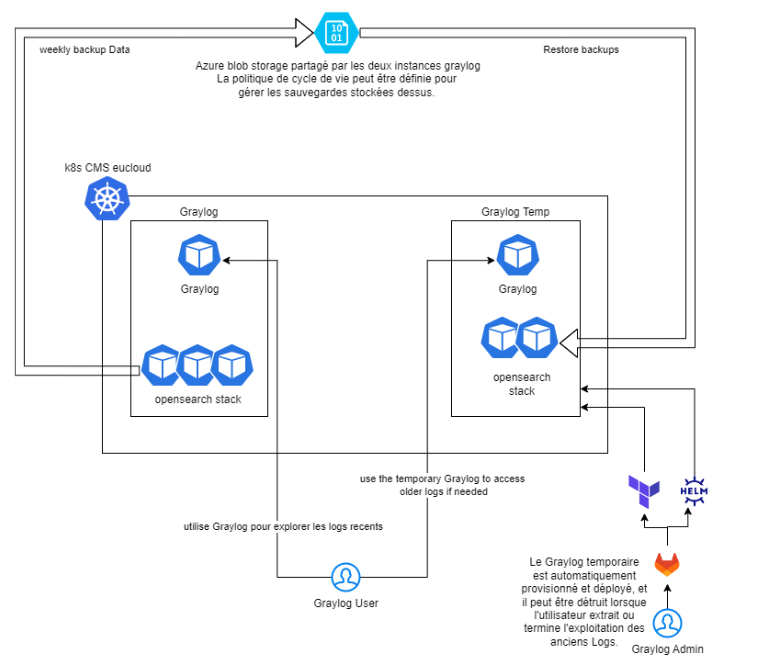 10
01
weekly backup Data
Restore backups
Azure blob storage partagé par les deux instances graylog
La politique de cycle de vie peut être définie pour
gérer les sauvegardes stockées dessus.
k8s CMS eucloud
Graylog
Graylog Temp
Graylog
Graylog
opensearch stack
opensearch
stack
use the temporary Graylog to access
older logs if needed
HELM
utilise Graylog pour explorer les logs recents
Graylog User
Le Graylog temporaire
est automatiquement
provisionné et déployé, et
il peut être détruit lorsque
l'utilisateur extrait ou
termine l'exploitation des
anciens Logs.
Graylog Admin